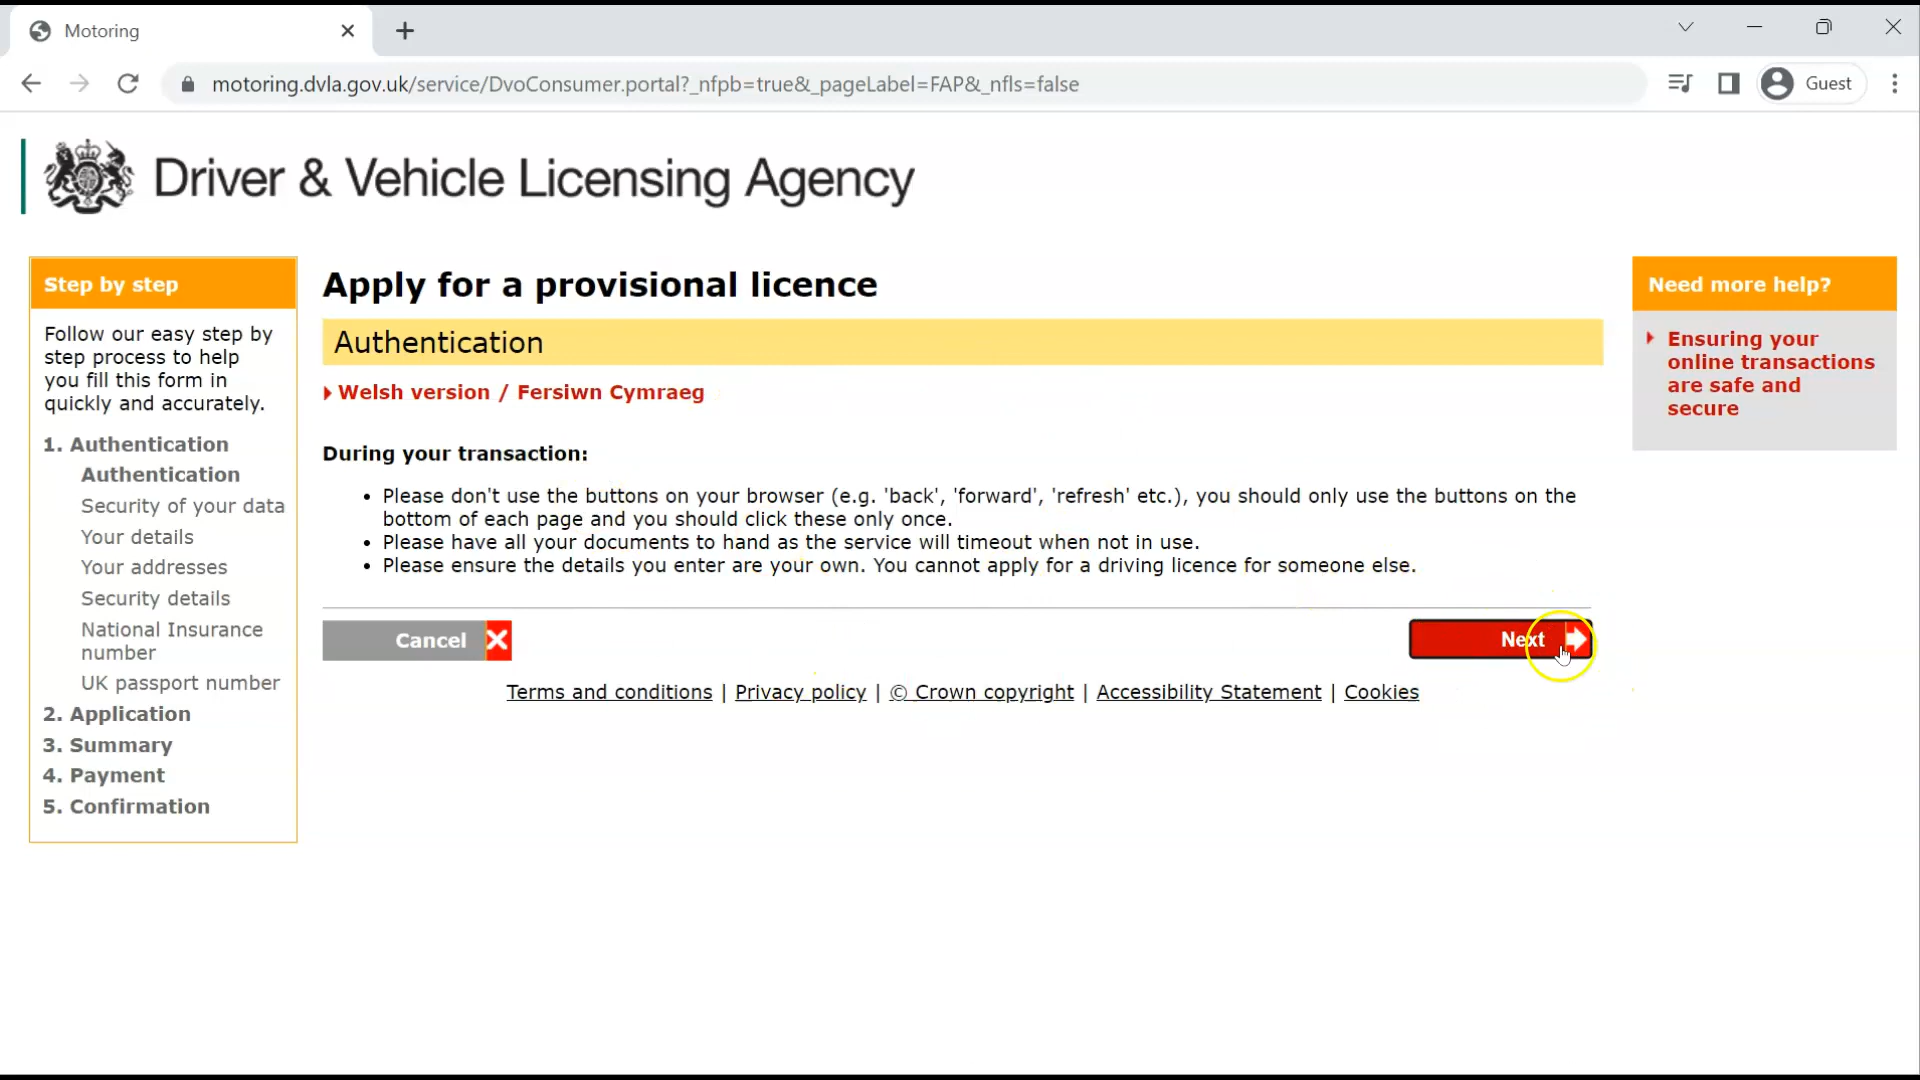 Motoring
motoring.dvla.gov.uk/service/DvoConsumer.portal?_nfpb=true&_pageLabel=FAP&_nfls=false
Guest
Driver & Vehicle Licensing Agency
Step by step
Follow our easy step by
step process to help
you fill this form in
quickly and accurately.
1. Authentication
Authentication
Security of your data
Your details
Your addresses
Security details
National Insurance
number
UK passport number
2. Application
3. Summary
4. Payment
5. Confirmation
Apply for a provisional licence
Authentication
Welsh version / Fersiwn Cymraeg
During your transaction:
• Please don't use the buttons on your browser (e.g. 'back', 'forward', 'refresh' etc.), you should only use the buttons on the
bottom of each page and you should click these only once.
• Please have all your documents to hand as the service will timeout when not in use.
• Please ensure the details you enter are your own. You cannot apply for a driving licence for someone else.
Cancel
Next
Terms and conditions | Privacy policy | © Crown copyright | Accessibility Statement | Cookies
Need more help?
Ensuring your
online transactions
are safe and
secure